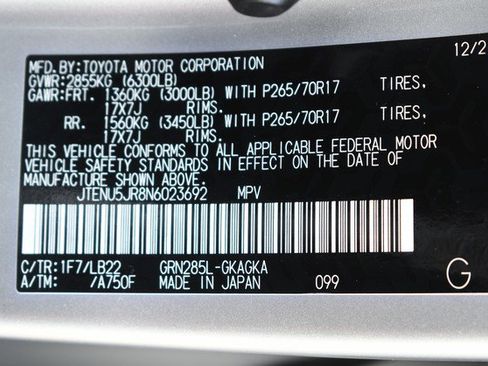 MFD.BY:TOYOTA MOTOR CORPORATION 12/2
GVWR:2855KG (6300LB)
GAWR:FRT. 1360KG (3000LB) WITH P265/70R17 TIRES,
17X7J RIMS.
RR. 1560KG (3450LB) WITH P265/70R17 TIRES,
17X7J RIMS.
THIS VEHICLE CONFORMS TO ALL APPLICABLE FEDERAL MOTOR
VEHICLE SAFETY STANDARDS IN EFFECT ON THE DATE OF
MANUFACTURE SHOWN ABOVE.
JTENU5JR8N6023692 MPV
C/TR:1F7/LB22 GRN285L-GKAGKA
A/TM: /A750F MADE IN JAPAN 099 G